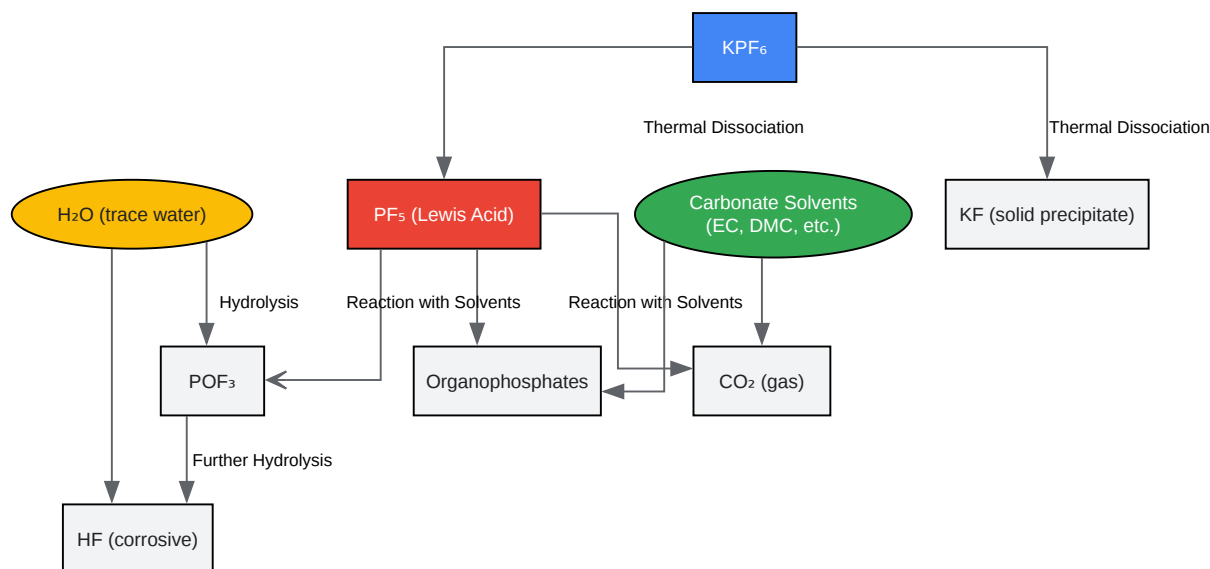 KPF₆
Thermal Dissociation
Thermal Dissociation
H₂O (trace water)
PF₅ (Lewis Acid)
Carbonate Solvents
(EC, DMC, etc.)
KF (solid precipitate)
Hydrolysis
Reaction with Solvents
Reaction with Solvents
POF₃
Organophosphates
CO₂ (gas)
Further Hydrolysis
HF (corrosive)